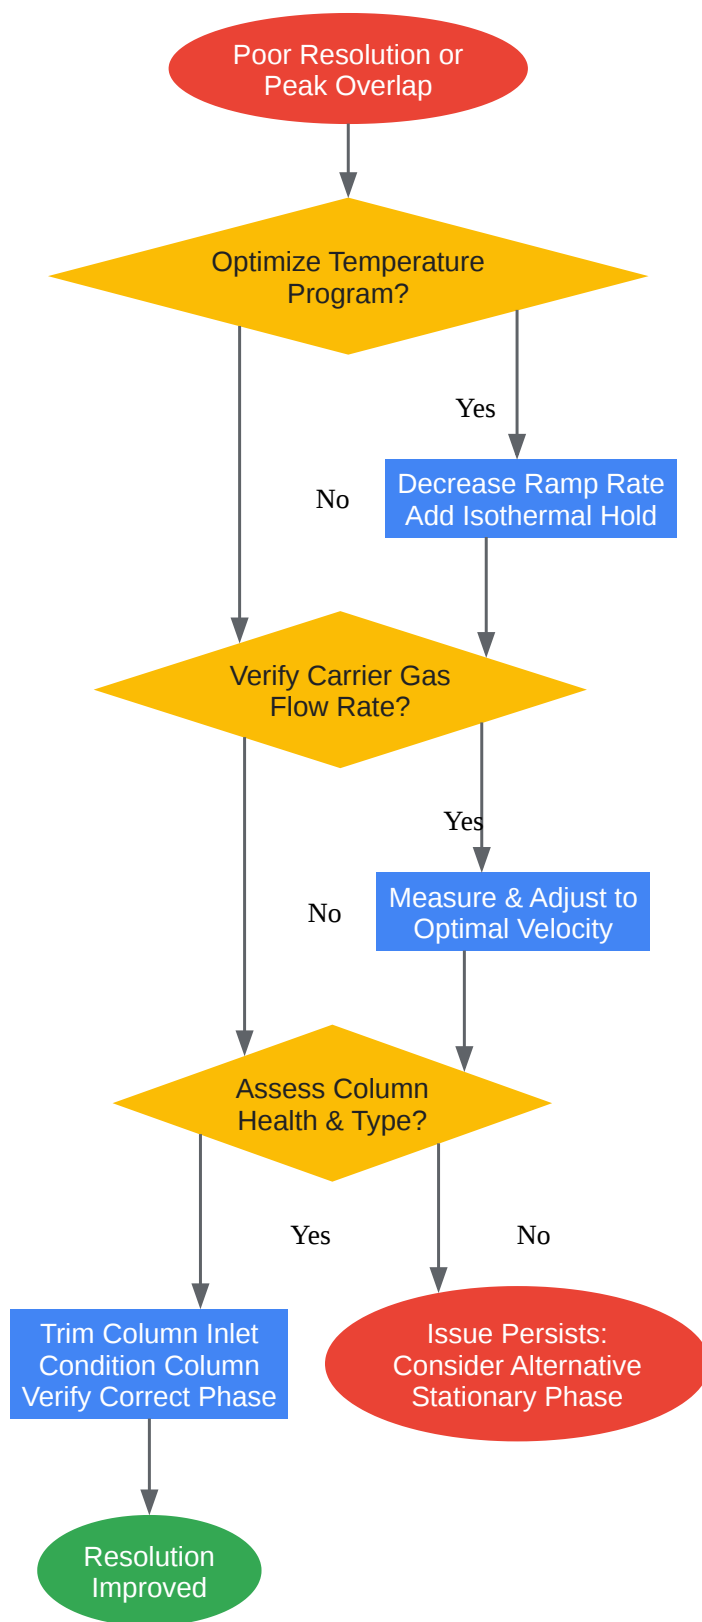 Poor Resolution or
Peak Overlap
Optimize Temperature
Program?
Yes
Decrease Ramp Rate
Add Isothermal Hold
No
Verify Carrier Gas
Flow Rate?
Yes
Measure & Adjust to
Optimal Velocity
No
Assess Column
Health & Type?
Yes
No
Trim Column Inlet
Condition Column
Verify Correct Phase
Issue Persists:
Consider Alternative
Stationary Phase
Resolution
Improved